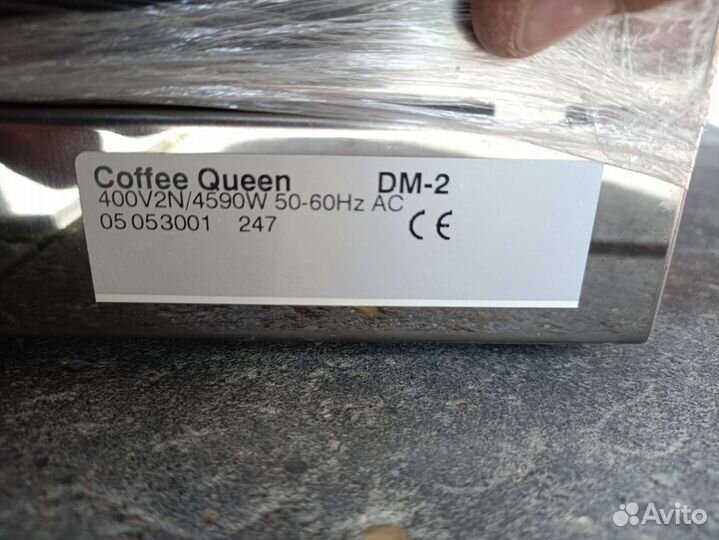 Coffee Queen DM-2
400V2N/4590W 50-60Hz AC
05 053001 247 CE
Avito